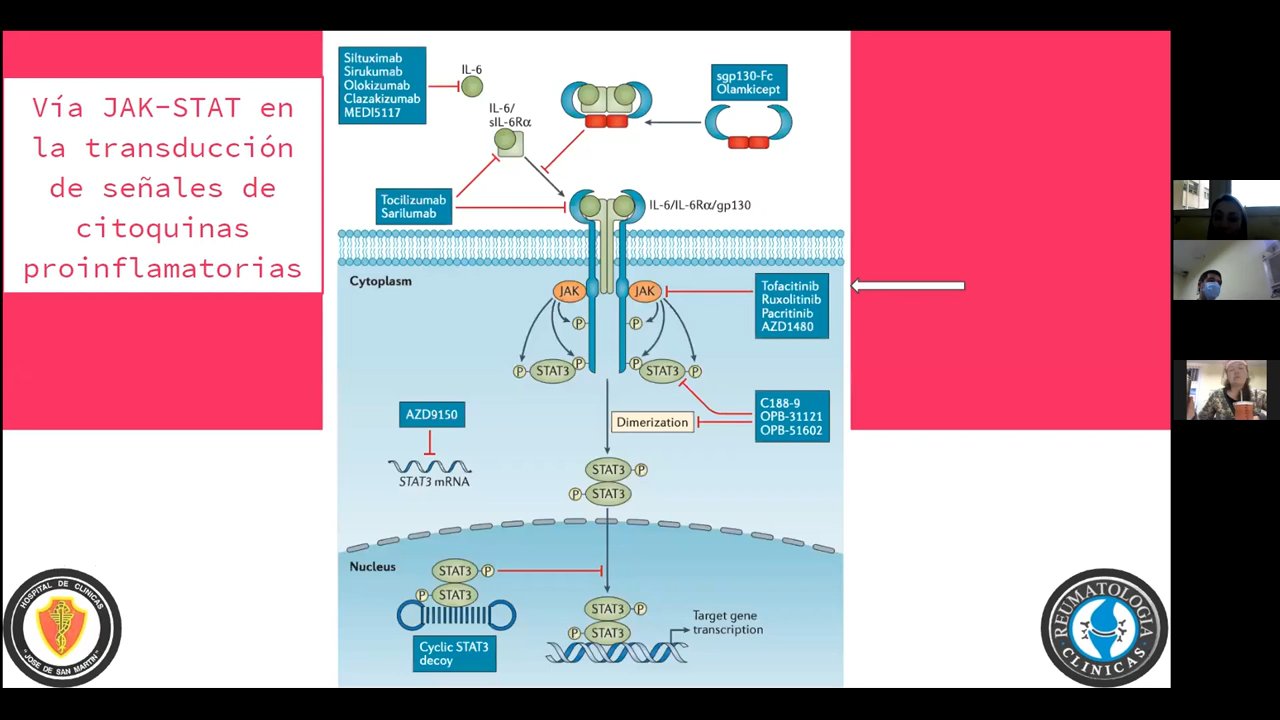 Vía JAK-STAT en
la transducción
de señales de
citoquinas
proinflamatorias
Siltuximab
Sirukumab
Olokizumab
Clazakizumab
MEDI5117
IL-6
IL-6/
sIL-6Rα
sgp130-Fc
Olamkicept
Tocilizumab
Sarilumab
IL-6/IL-6Rα/gp130
Cytoplasm
JAK
JAK
Tofacitinib
Ruxolitinib
Pacritinib
AZD1480
P
P
P
P
P
STAT3
STAT3
P
C188-9
OPB-31121
OPB-51602
Dimerization
AZD9150
STAT3 mRNA
STAT3
P
P
STAT3
Nucleus
STAT3
P
P
STAT3
Cyclic STAT3
decoy
STAT3
P
P
STAT3
Target gene
transcription
HOSPITAL DE CLINICAS
"JOSE DE SAN MARTIN"
REUMATOLOGIA
CLINICAS